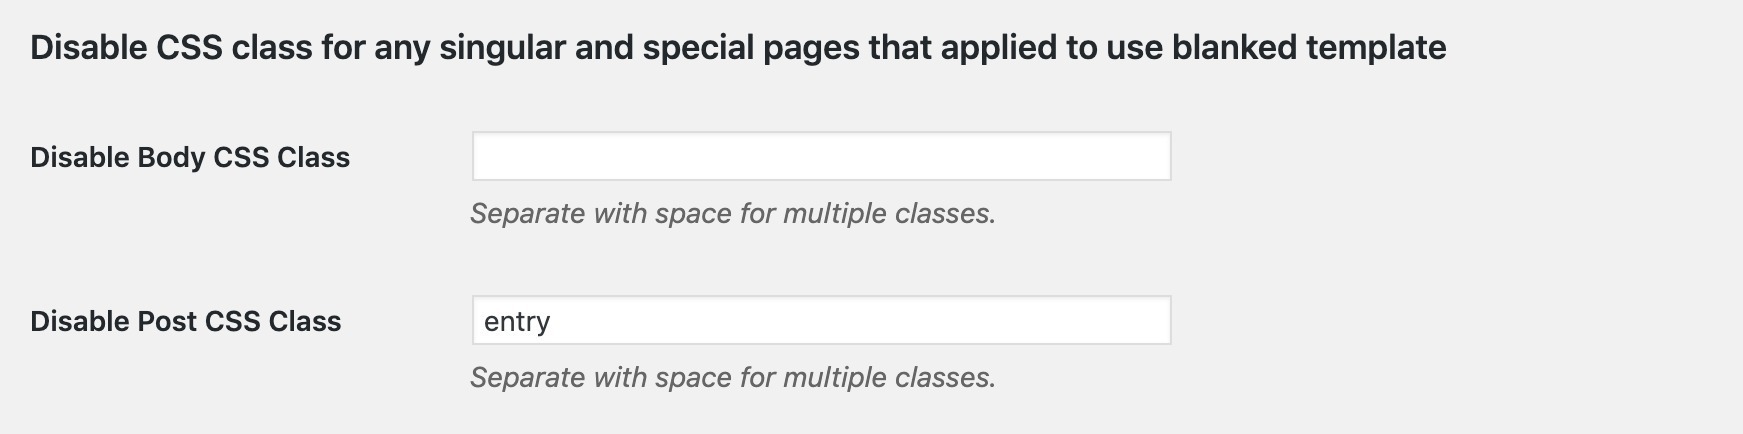 Disable CSS class for any singular and special pages that applied to use blanked template
Disable Body CSS Class
Separate with space for multiple classes.
Disable Post CSS Class
entry
Separate with space for multiple classes.